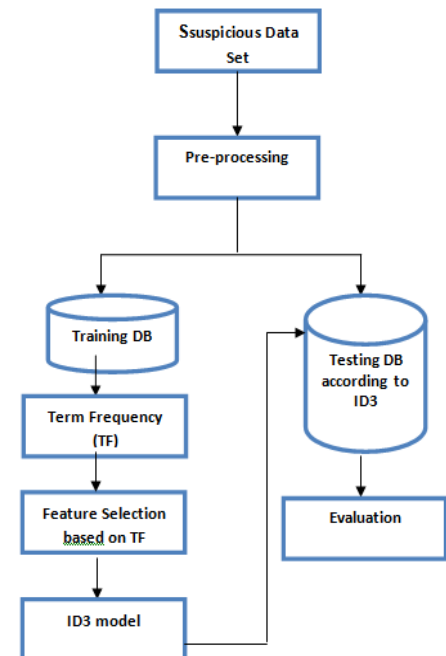 Ssuspicious Data
Set
Pre-processing
Training DB
Term Frequency
(TF)
Feature Selection
based on TF
ID3 model
Testing DB
according to
ID3
Evaluation